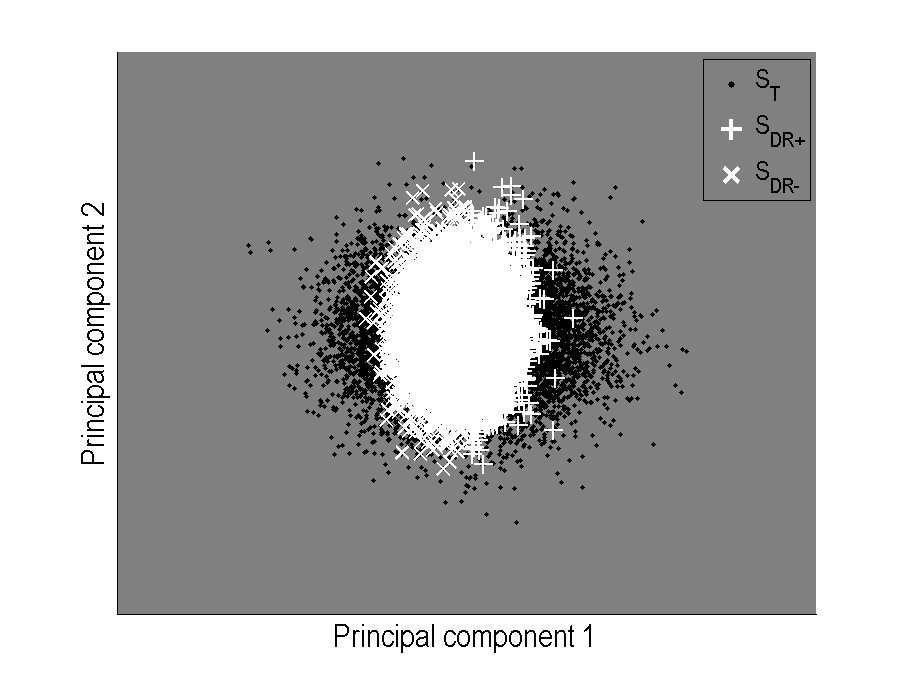 S_T
S_DR+
S_DR-
Principal component 2
Principal component 1